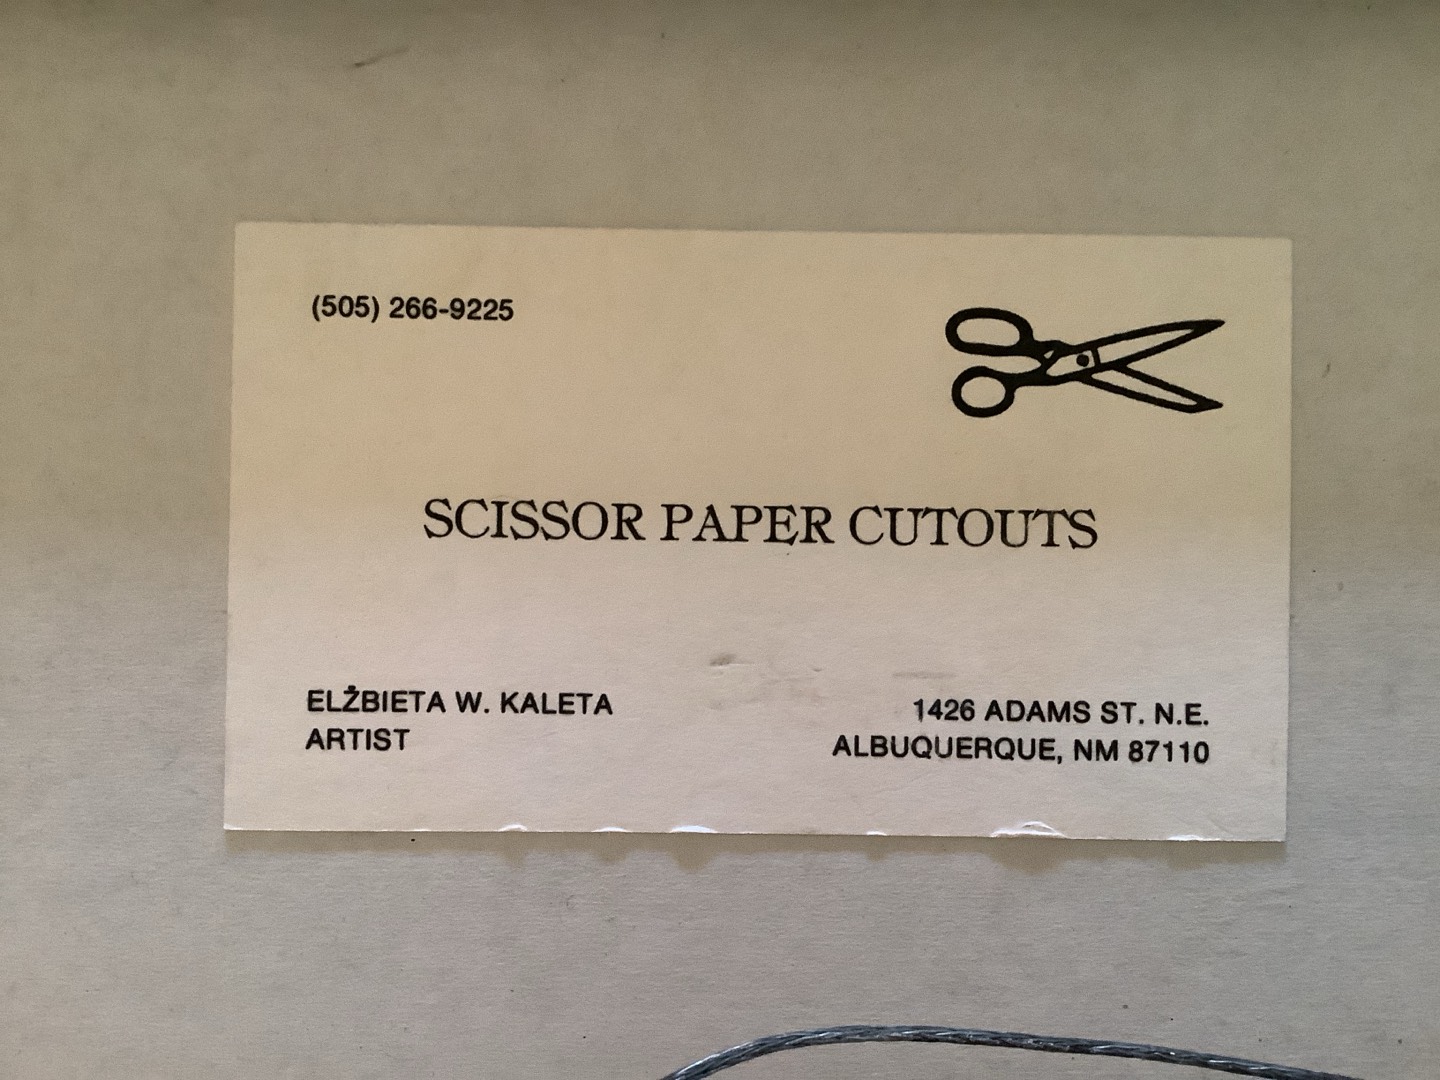 (505) 266-9225
SCISSOR PAPER CUTOUTS
ELŻBIETA W. KALETA
ARTIST
1426 ADAMS ST. N.E.
ALBUQUERQUE, NM 87110